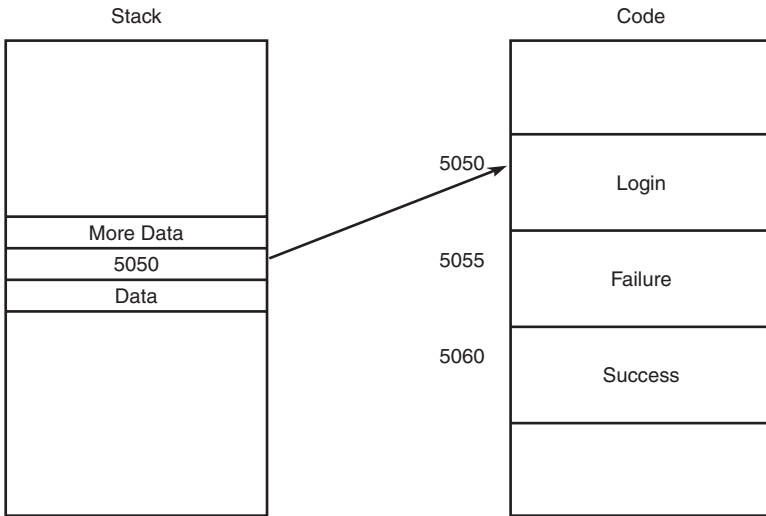 Stack
Code
5050
Login
More Data
5050
5055
Failure
Data
5060
Success